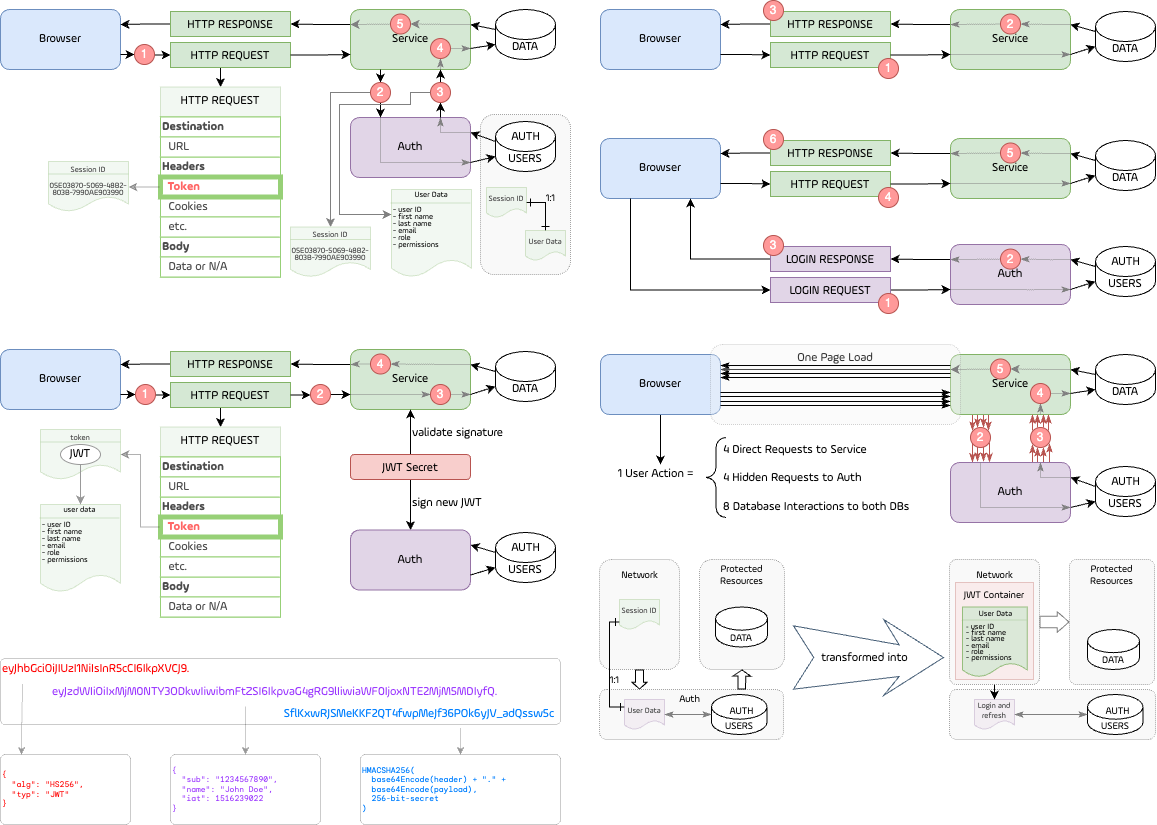 Browser
HTTP RESPONSE
HTTP REQUEST
1
5
Service
4
DATA
2
3
HTTP REQUEST
Destination
URL
Headers
Token
Cookies
etc.
Body
Data or N/A
Session ID
05E03870-5069-4882-
803B-7990AE903990
Auth
AUTH
USERS
Session ID
05E03870-5069-4882-
803B-7990AE903990
User Data
- user ID
- first name
- last name
- email
- role
- permissions
Session ID
1:1
User Data
Browser
3
HTTP RESPONSE
HTTP REQUEST
1
2
Service
DATA
Browser
6
HTTP RESPONSE
HTTP REQUEST
4
5
Service
DATA
3
LOGIN RESPONSE
LOGIN REQUEST
1
2
Auth
AUTH
USERS
Browser
HTTP RESPONSE
HTTP REQUEST
1
2
4
Service
3
DATA
HTTP REQUEST
Destination
URL
Headers
Token
Cookies
etc.
Body
Data or N/A
token
JWT
user data
- user ID
- first name
- last name
- email
- role
- permissions
validate signature
JWT Secret
sign new JWT
Auth
AUTH
USERS
Browser
One Page Load
5
Service
4
DATA
2
3
Auth
AUTH
USERS
1 User Action =
4 Direct Requests to Service
4 Hidden Requests to Auth
8 Database Interactions to both DBs
Network
Session ID
1:1
User Data
Protected
Resources
DATA
Auth
AUTH
USERS
transformed into
Network
JWT Container
User Data
- user ID
- first name
- last name
- email
- role
- permissions
Protected
Resources
DATA
Login and
refresh
AUTH
USERS
eyJhbGciOiJIUzI1NiIsInR5cCI6IkpXVCJ9.
eyJzdWIiOiIxMjM0NTY3ODkwIiwibmFtZSI6IkpvaG4gRG9lIiwiaWF0IjoxNTE2MjM5MDIyfQ.
SflKxwRJSMeKKF2QT4fwpMeJf36POk6yJV_adQssw5c
{
"alg": "HS256",
"typ": "JWT"
}
{
"sub": "1234567890",
"name": "John Doe",
"iat": 1516239022
}
HMACSHA256(
base64Encode(header) + "." +
base64Encode(payload),
256-bit-secret
)